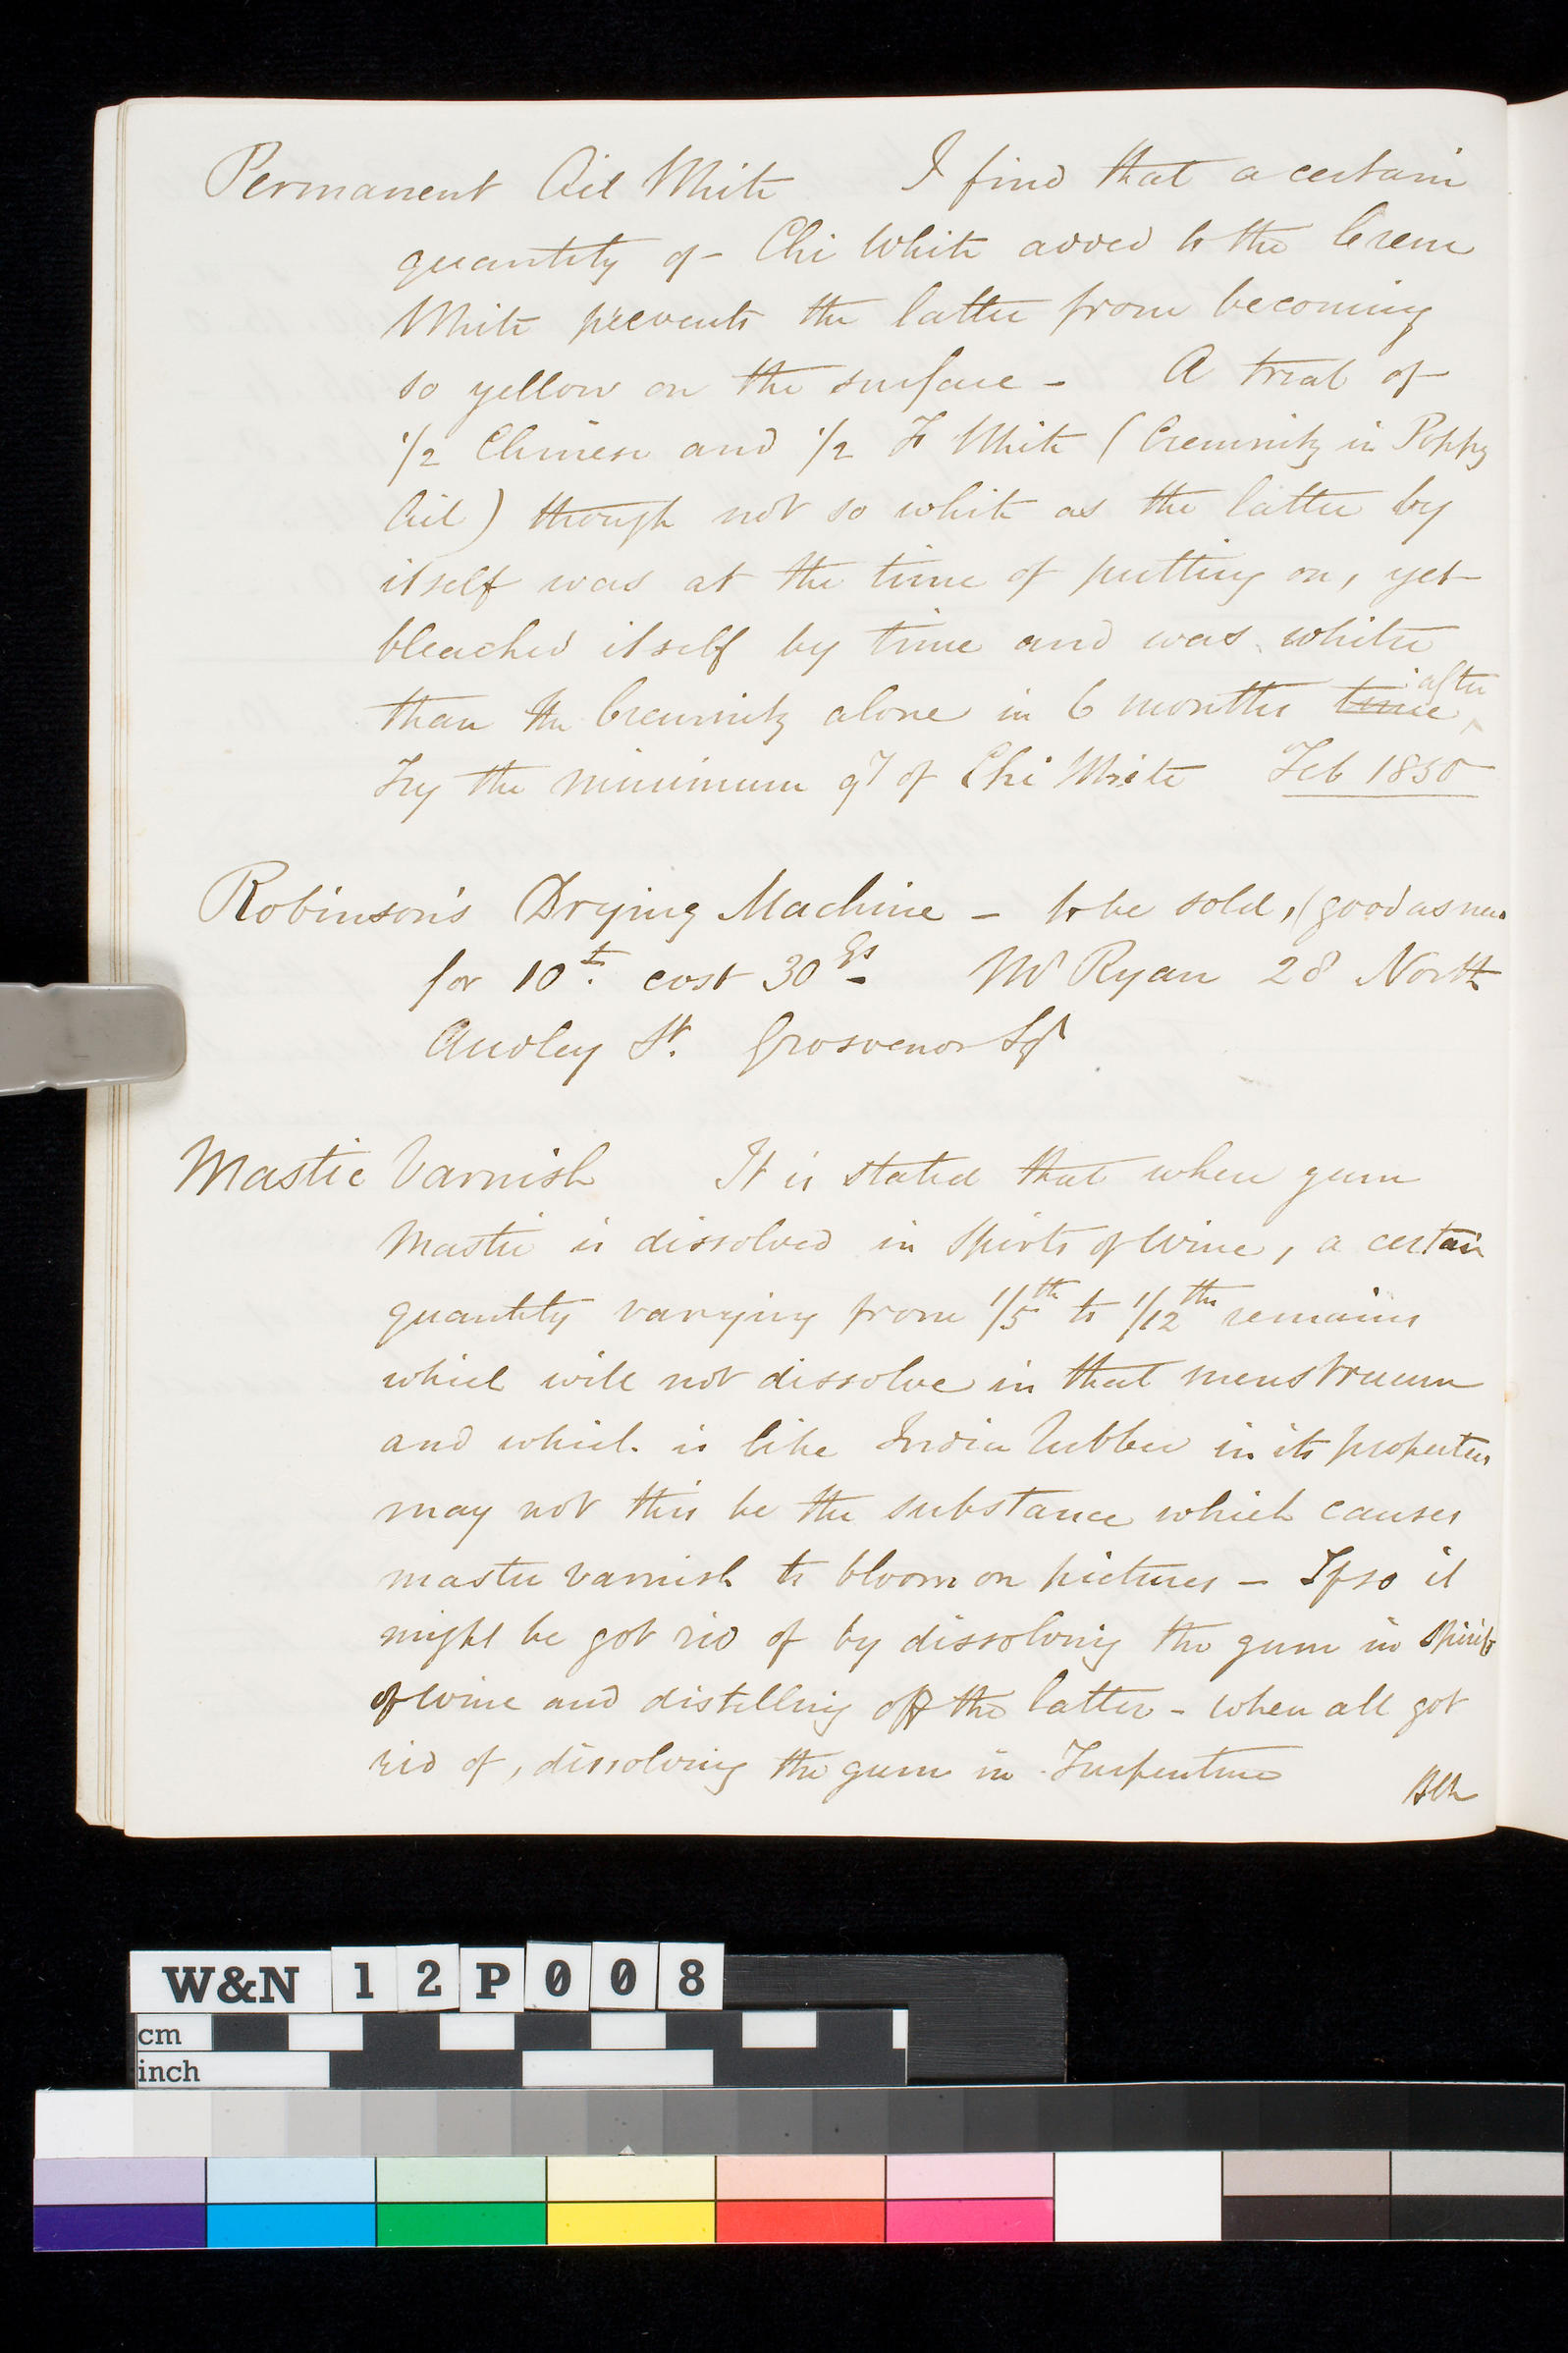 Permanent Oil White I find that a certain
quantity of Chi White added to the Crem
White prevents the latter from becoming
so yellow on the surface - A trial of
1/2 Chinese and 1/2 Fo White (Cremnitz in Poppy
Oil) though not so white as the latter by
itself was at the time of putting on, yet
bleached itself by time and was white
than the Cremnitz alone in 6 months time after
Try the minimum qy of Chi White Feb 1850
Robinson's Drying Machine - to be sold, (good as new
for 10£. cost 30 Gs Mr Ryan 28 North
Audley St. Grosvenor Sqr
Mastic Varnish It is stated that when gum
Mastic is dissolved in Spirits of Wine, a certain
quantity varying from 1/5th to 1/12th remains
which will not dissolve in that menstruum
and which is like India rubber in its properties
may not this be the substance which causes
mastic varnish to bloom on pictures - If so it
might be got rid of by dissolving the gum in spirits
of wine and distilling off the latter - when all got
rid of, dissolving the gum in Turpentine
W&N 12P008
cm
inch